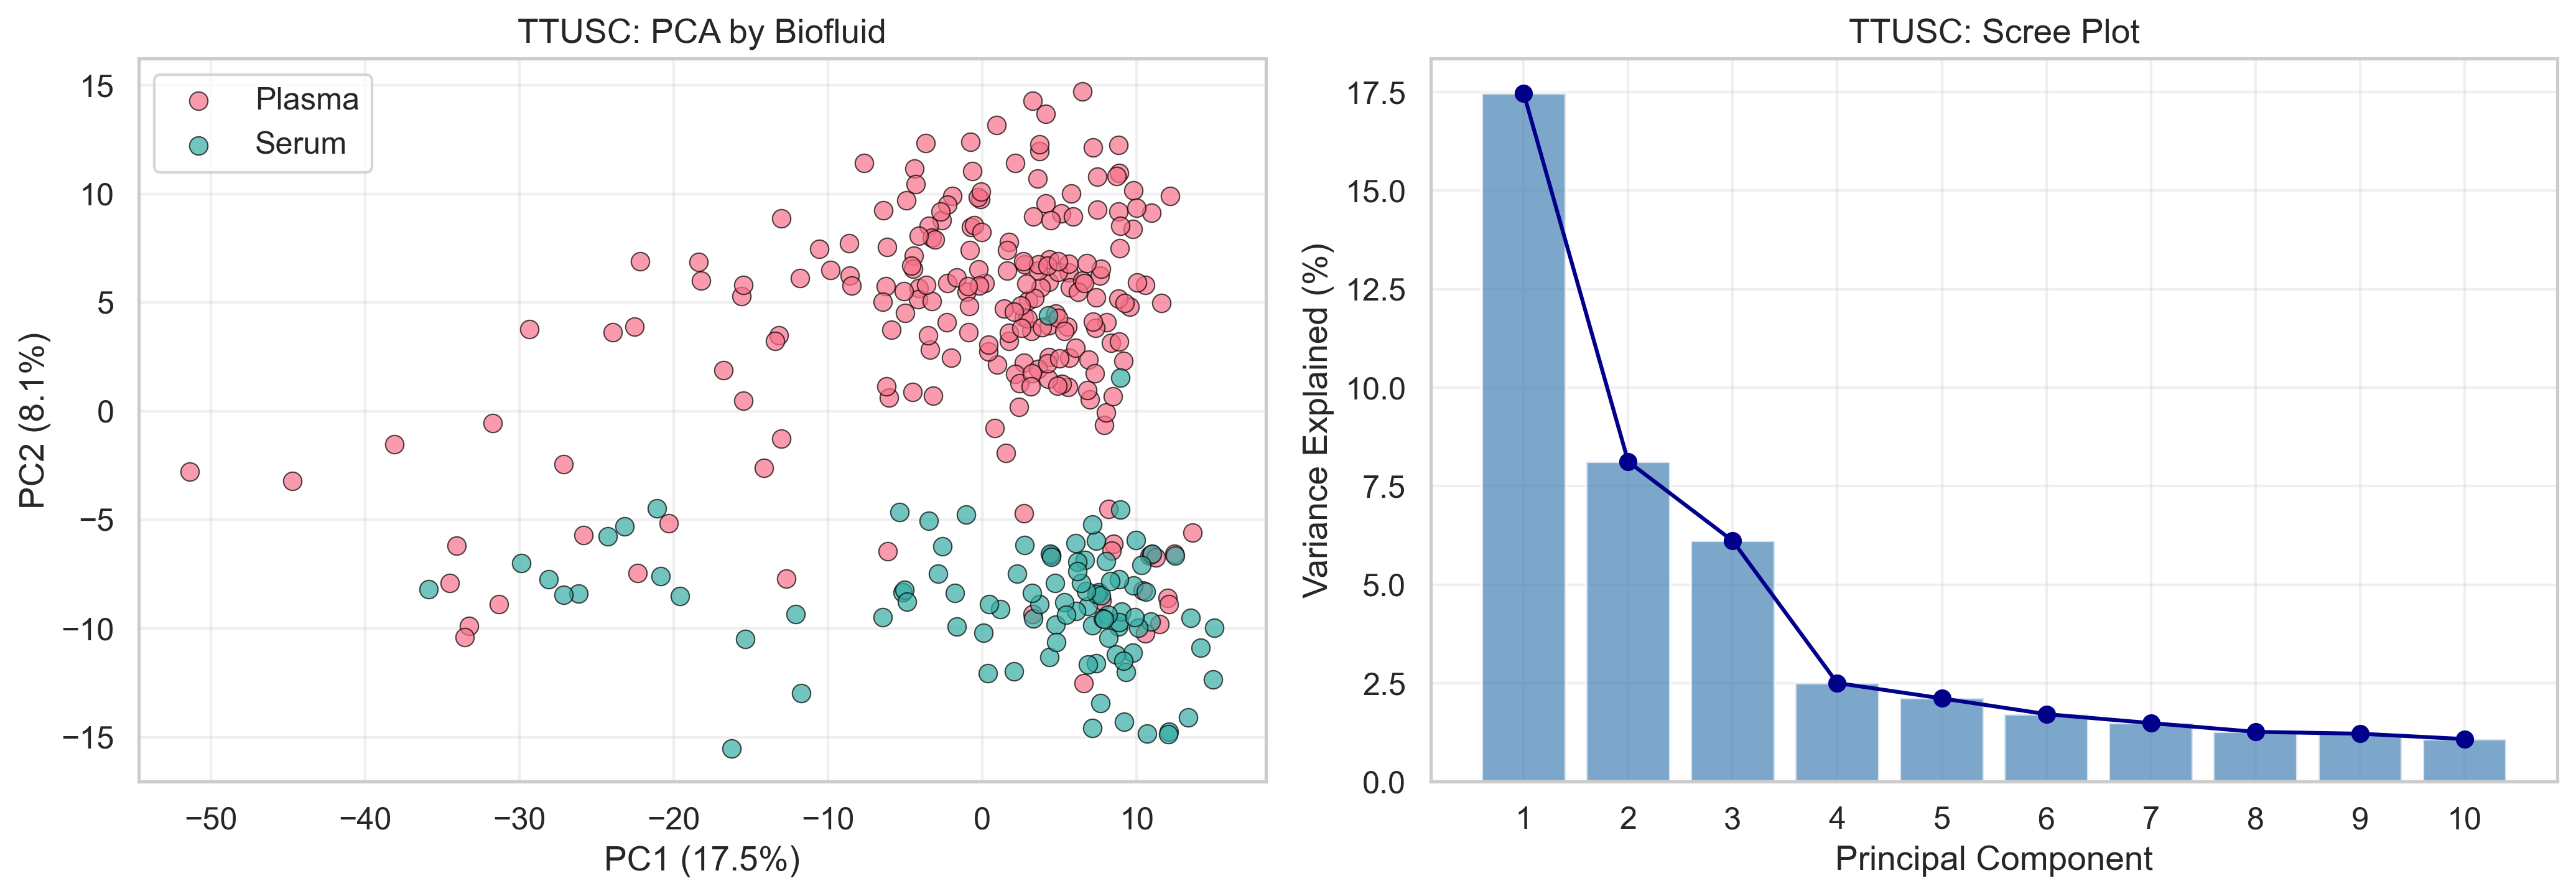 TTUSC: PCA by Biofluid
Plasma
Serum
15
10
5
0
−5
−10
−15
PC2 (8.1%)
−50 −40 −30 −20 −10 0 10
PC1 (17.5%)
TTUSC: Scree Plot
17.5
15.0
12.5
10.0
7.5
5.0
2.5
0.0
Variance Explained (%)
1 2 3 4 5 6 7 8 9 10
Principal Component